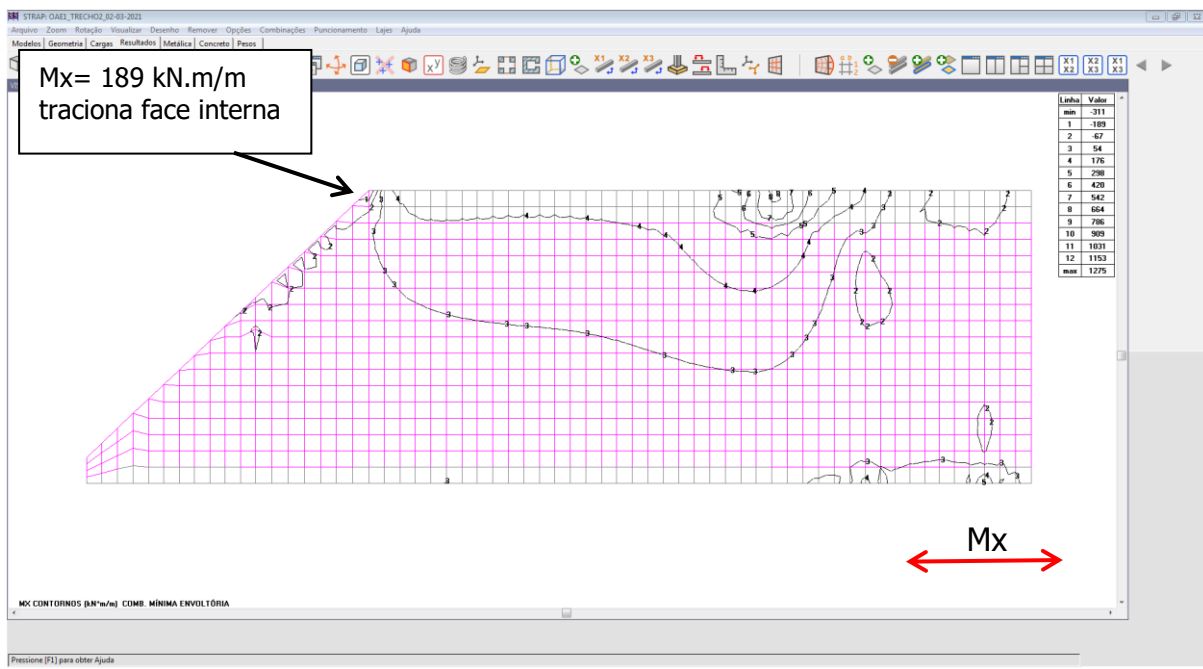 STRAP: OAE1_TRECHO2_02-03-2021
Arquivo Zoom Rotação Visualizar Desenho Remover Opções Combinações Puncionamento Lajes Ajuda
Modelos Geometria Cargas Resultados Metálica Concreto Pesos
Mx= 189 kN.m/m
traciona face interna
Linha Valor
min -311
1 -189
2 -67
3 54
4 176
5 298
6 420
7 542
8 664
9 786
10 909
11 1031
12 1153
max 1275
Mx
MX CONTORNOS (kN*m/m) COMB. MÍNIMA ENVOLTÓRIA
Pressione [F1] para obter Ajuda